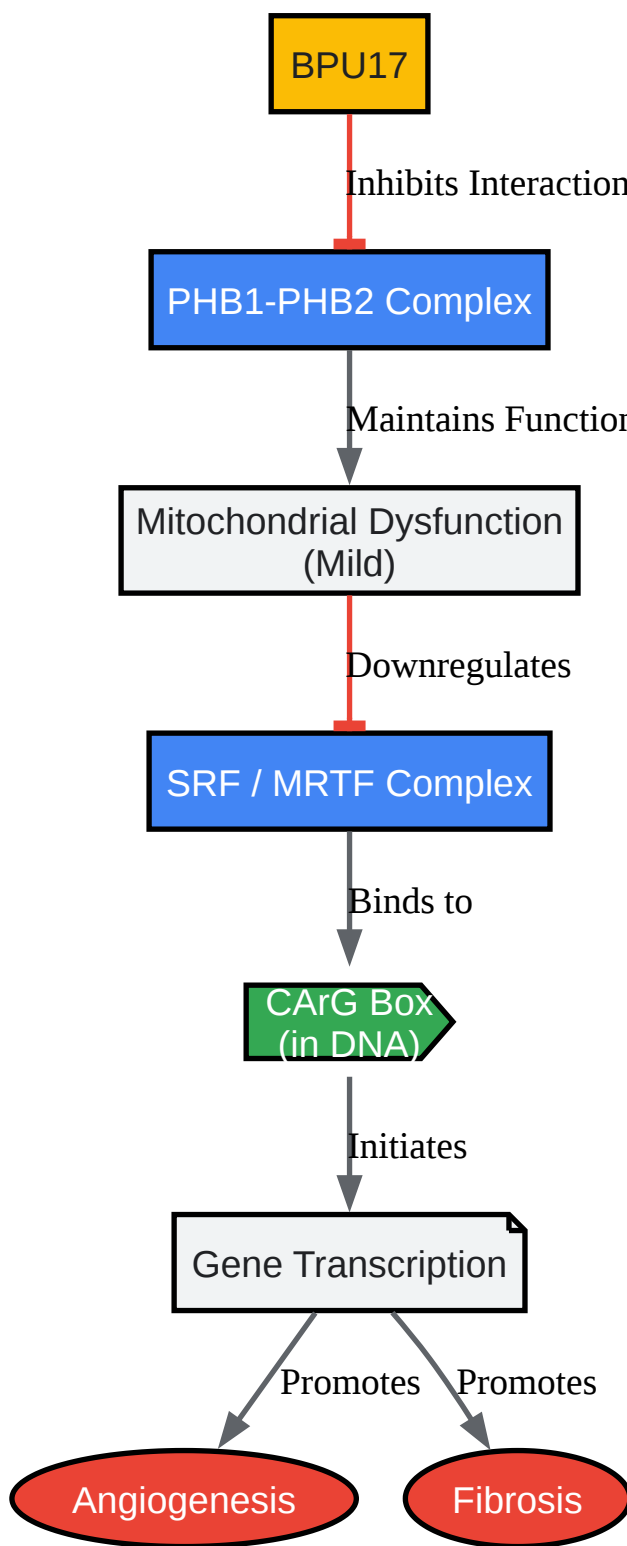 BPU17
Inhibits Interaction
PHB1-PHB2 Complex
Maintains Function
Mitochondrial Dysfunction
(Mild)
Downregulates
SRF / MRTF Complex
Binds to
CArG Box
(in DNA)
Initiates
Gene Transcription
Promotes
Promotes
Angiogenesis
Fibrosis